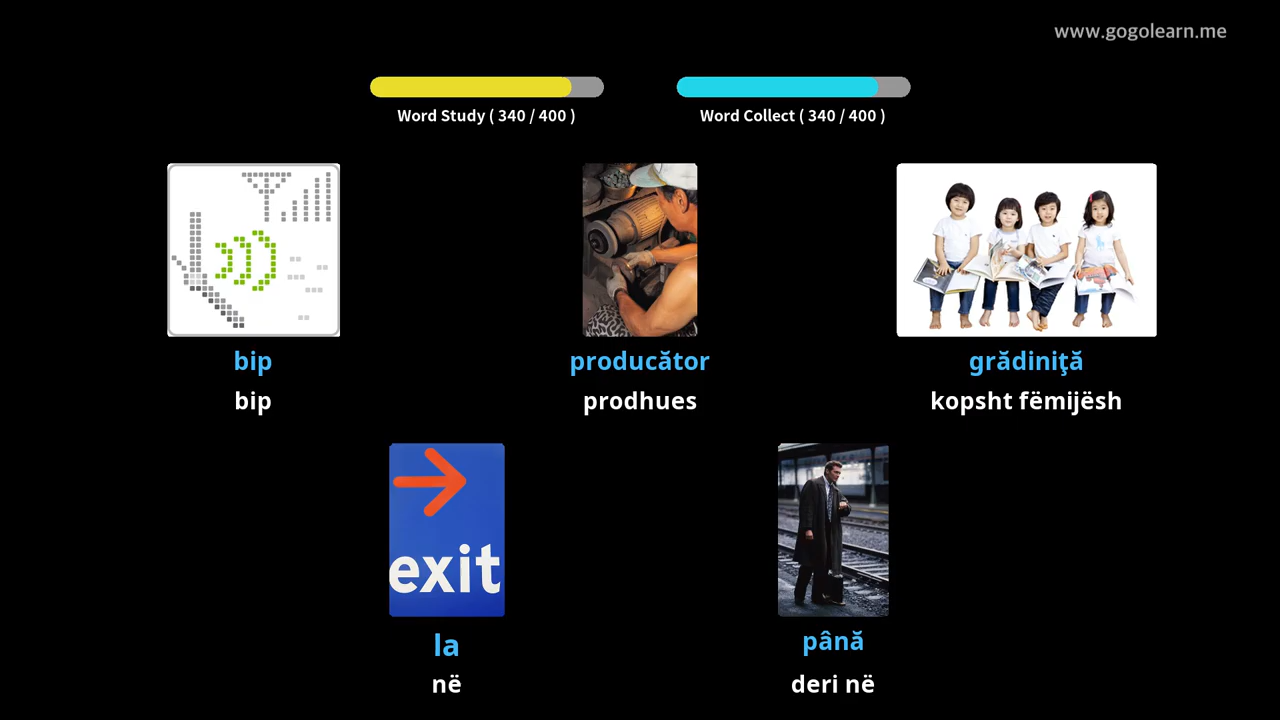 www.gogolearn.me
Word Study ( 340 / 400 )
Word Collect ( 340 / 400 )
bip
producător
grădiniţă
bip
prodhues
kopsht fëmijësh
exit
la
până
në
deri në